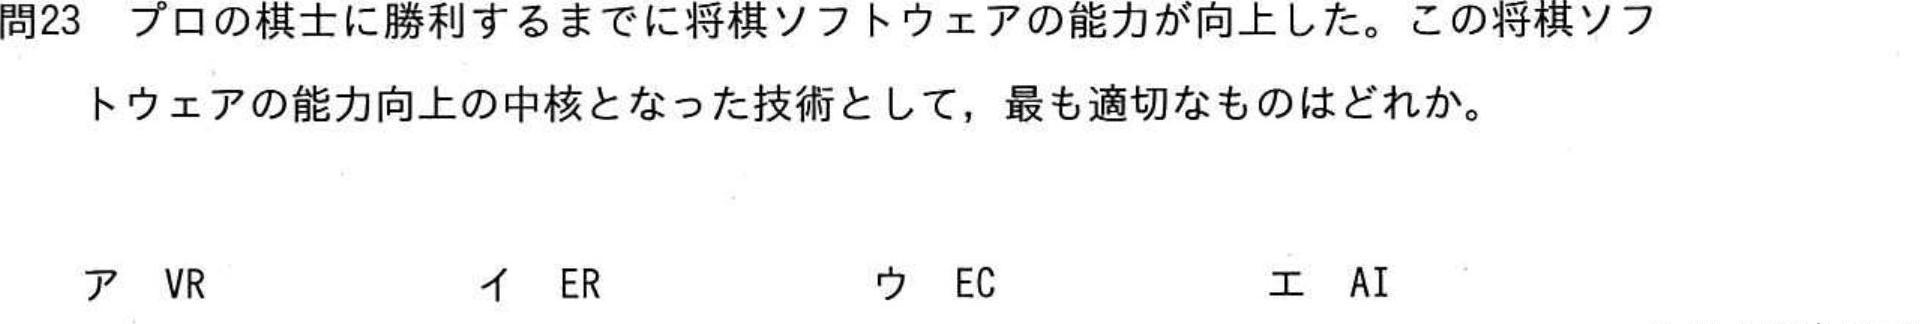 問23　プロの棋士に勝利するまでに将棋ソフトウェアの能力が向上した。この将棋ソフ
トウェアの能力向上の中核となった技術として，最も適切なものはどれか。
ア　VR　イ　ER　ウ　EC　エ　AI